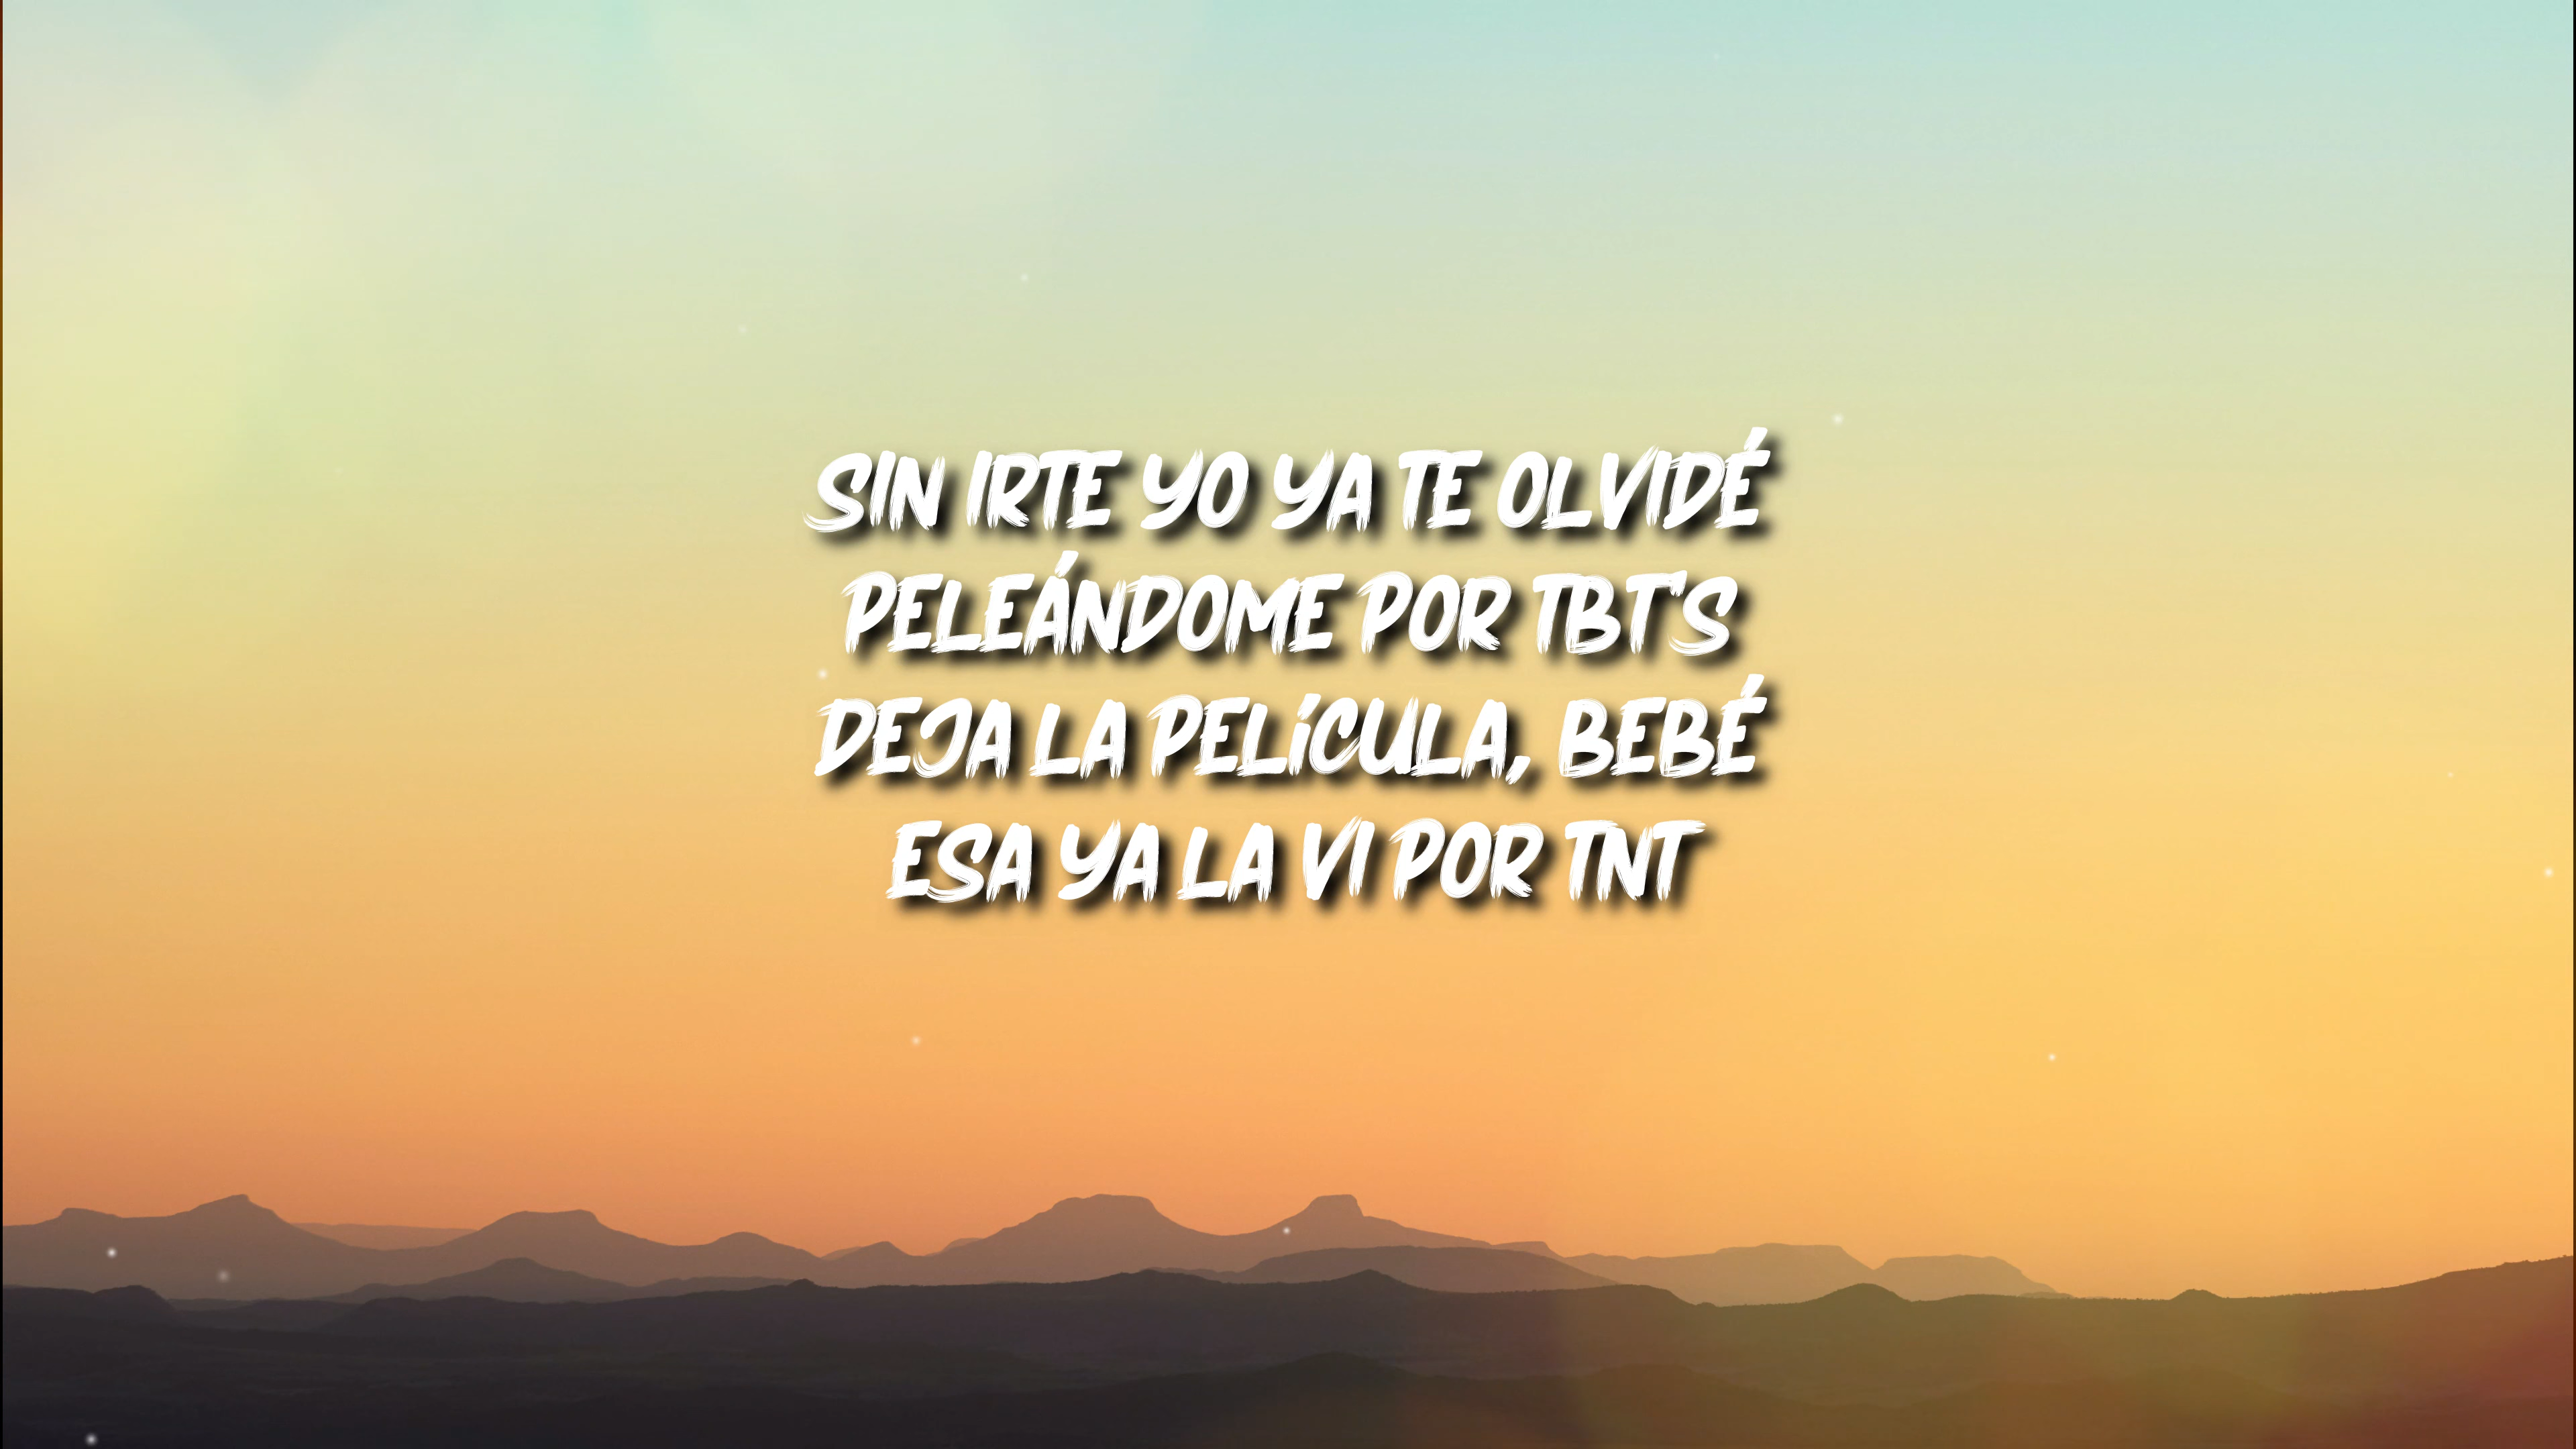 SIN IRTE YO YA TE OLVIDÉ
PELEÁNDOME POR TBT'S
DEJA LA PELÍCULA, BEBÉ
ESA YA LA VI POR TNT